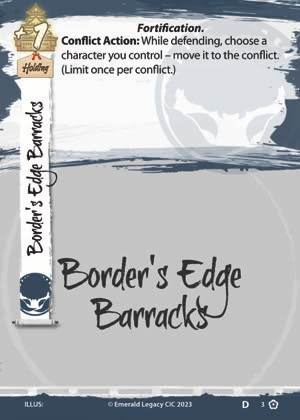 1
Holding
Fortification.
Conflict Action: While defending, choose a
character you control – move it to the conflict.
(Limit once per conflict.)
Border's Edge Barracks
Border's Edge
Barracks
ILLUS:
© Emerald Legacy CIC 2023
D
3